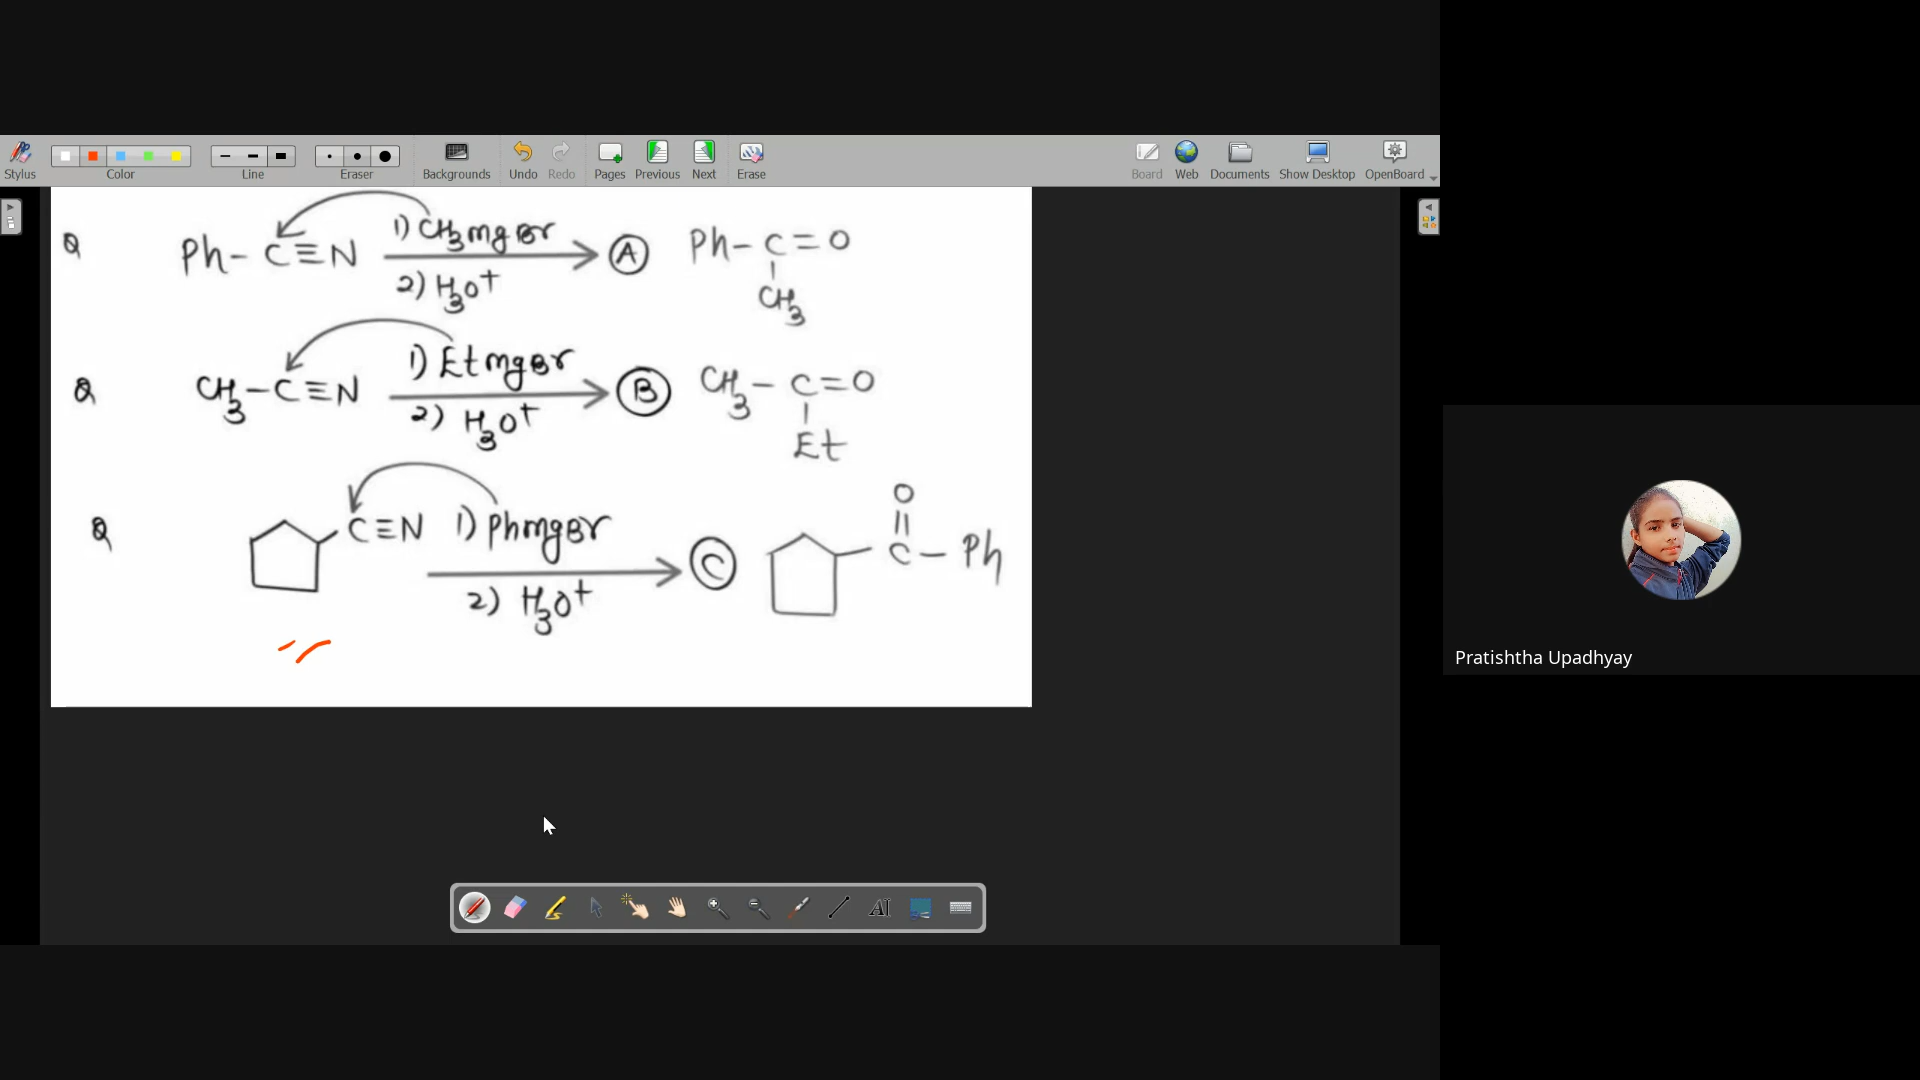 Stylus Color Line Eraser Backgrounds Undo Redo Pages Previous Next Erase Board Web Documents Show Desktop OpenBoard
Q Ph-C≡N 1) CH3mgBr 2) H3O+ (A) Ph-C=O CH3
Q CH3-C≡N 1) EtmgBr 2) H3O+ (B) CH3-C=O Et
Q C≡N 1) PhmgBr 2) H3O+ (C) O C-Ph
Pratishtha Upadhyay
AI